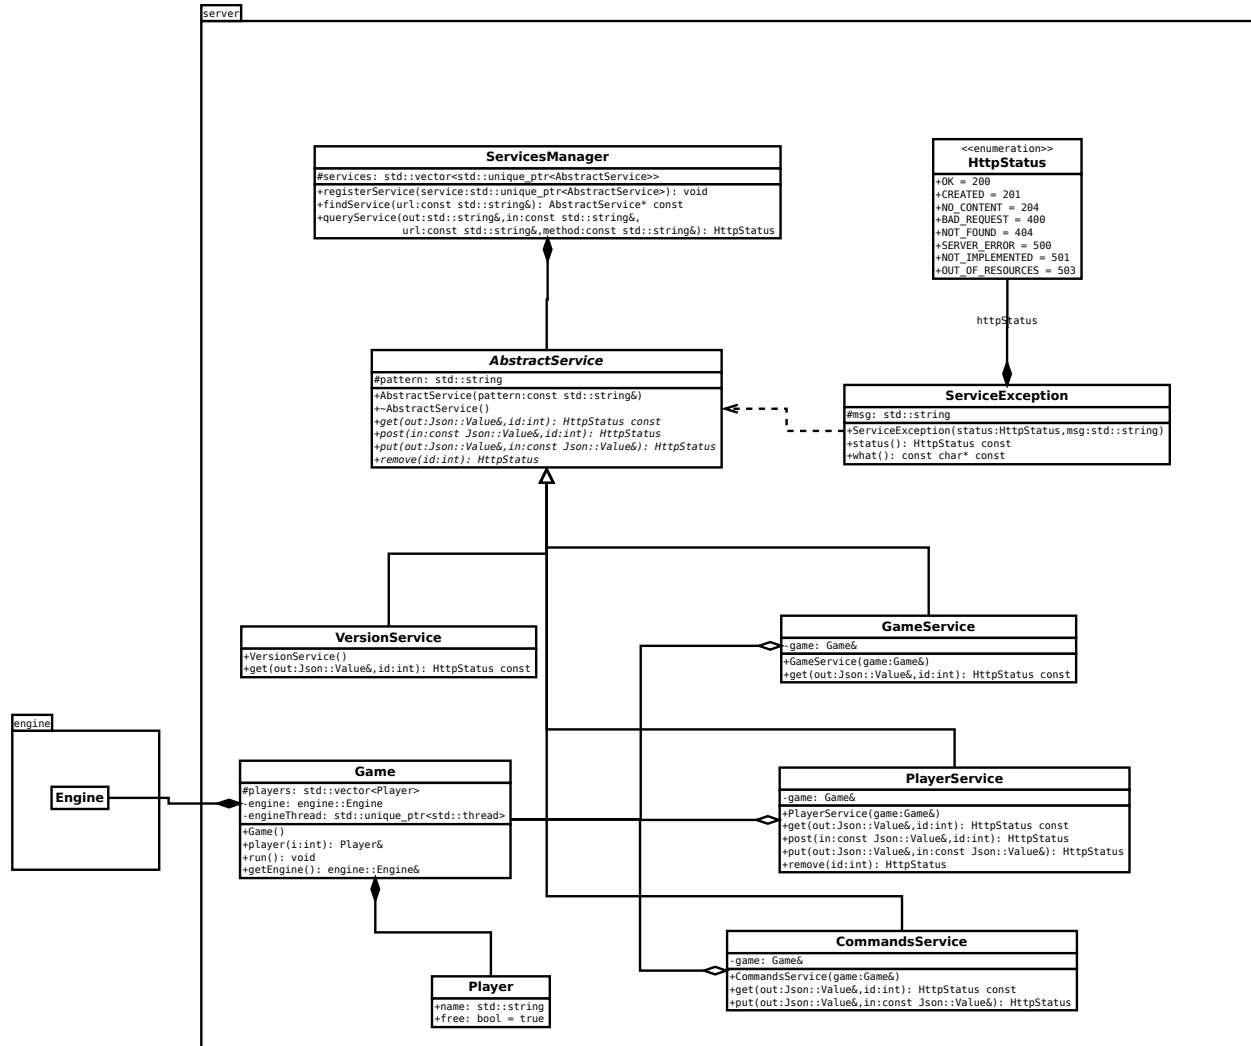 server
ServicesManager
#services: std::vector<std::unique_ptr<AbstractService>>
+registerService(service:std::unique_ptr<AbstractService>): void
+findService(url:const std::string&): AbstractService* const
+queryService(out:std::string&,in:const std::string&,
url:const std::string&,method:const std::string&): HttpStatus
<<enumeration>>
HttpStatus
+OK = 200
+CREATED = 201
+NO_CONTENT = 204
+BAD_REQUEST = 400
+NOT_FOUND = 404
+SERVER_ERROR = 500
+NOT_IMPLEMENTED = 501
+OUT_OF_RESOURCES = 503
httpStatus
AbstractService
#pattern: std::string
+AbstractService(pattern:const std::string&)
+~AbstractService()
+get(out:Json::Value&,id:int): HttpStatus const
+post(in:const Json::Value&,id:int): HttpStatus
+put(out:Json::Value&,in:const Json::Value&): HttpStatus
+remove(id:int): HttpStatus
ServiceException
#msg: std::string
+ServiceException(status:HttpStatus,msg:std::string)
+status(): HttpStatus const
+what(): const char* const
VersionService
+VersionService()
+get(out:Json::Value&,id:int): HttpStatus const
GameService
-game: Game&
+GameService(game:Game&)
+get(out:Json::Value&,id:int): HttpStatus const
engine
Engine
Game
#players: std::vector<Player>
-engine: engine::Engine
-engineThread: std::unique_ptr<std::thread>
+Game()
+player(i:int): Player&
+run(): void
+getEngine(): engine::Engine&
PlayerService
-game: Game&
+PlayerService(game:Game&)
+get(out:Json::Value&,id:int): HttpStatus const
+post(in:const Json::Value&,id:int): HttpStatus
+put(out:Json::Value&,in:const Json::Value&): HttpStatus
+remove(id:int): HttpStatus
CommandsService
-game: Game&
+CommandsService(game:Game&)
+get(out:Json::Value&,id:int): HttpStatus const
+put(out:Json::Value&,in:const Json::Value&): HttpStatus
Player
+name: std::string
+free: bool = true